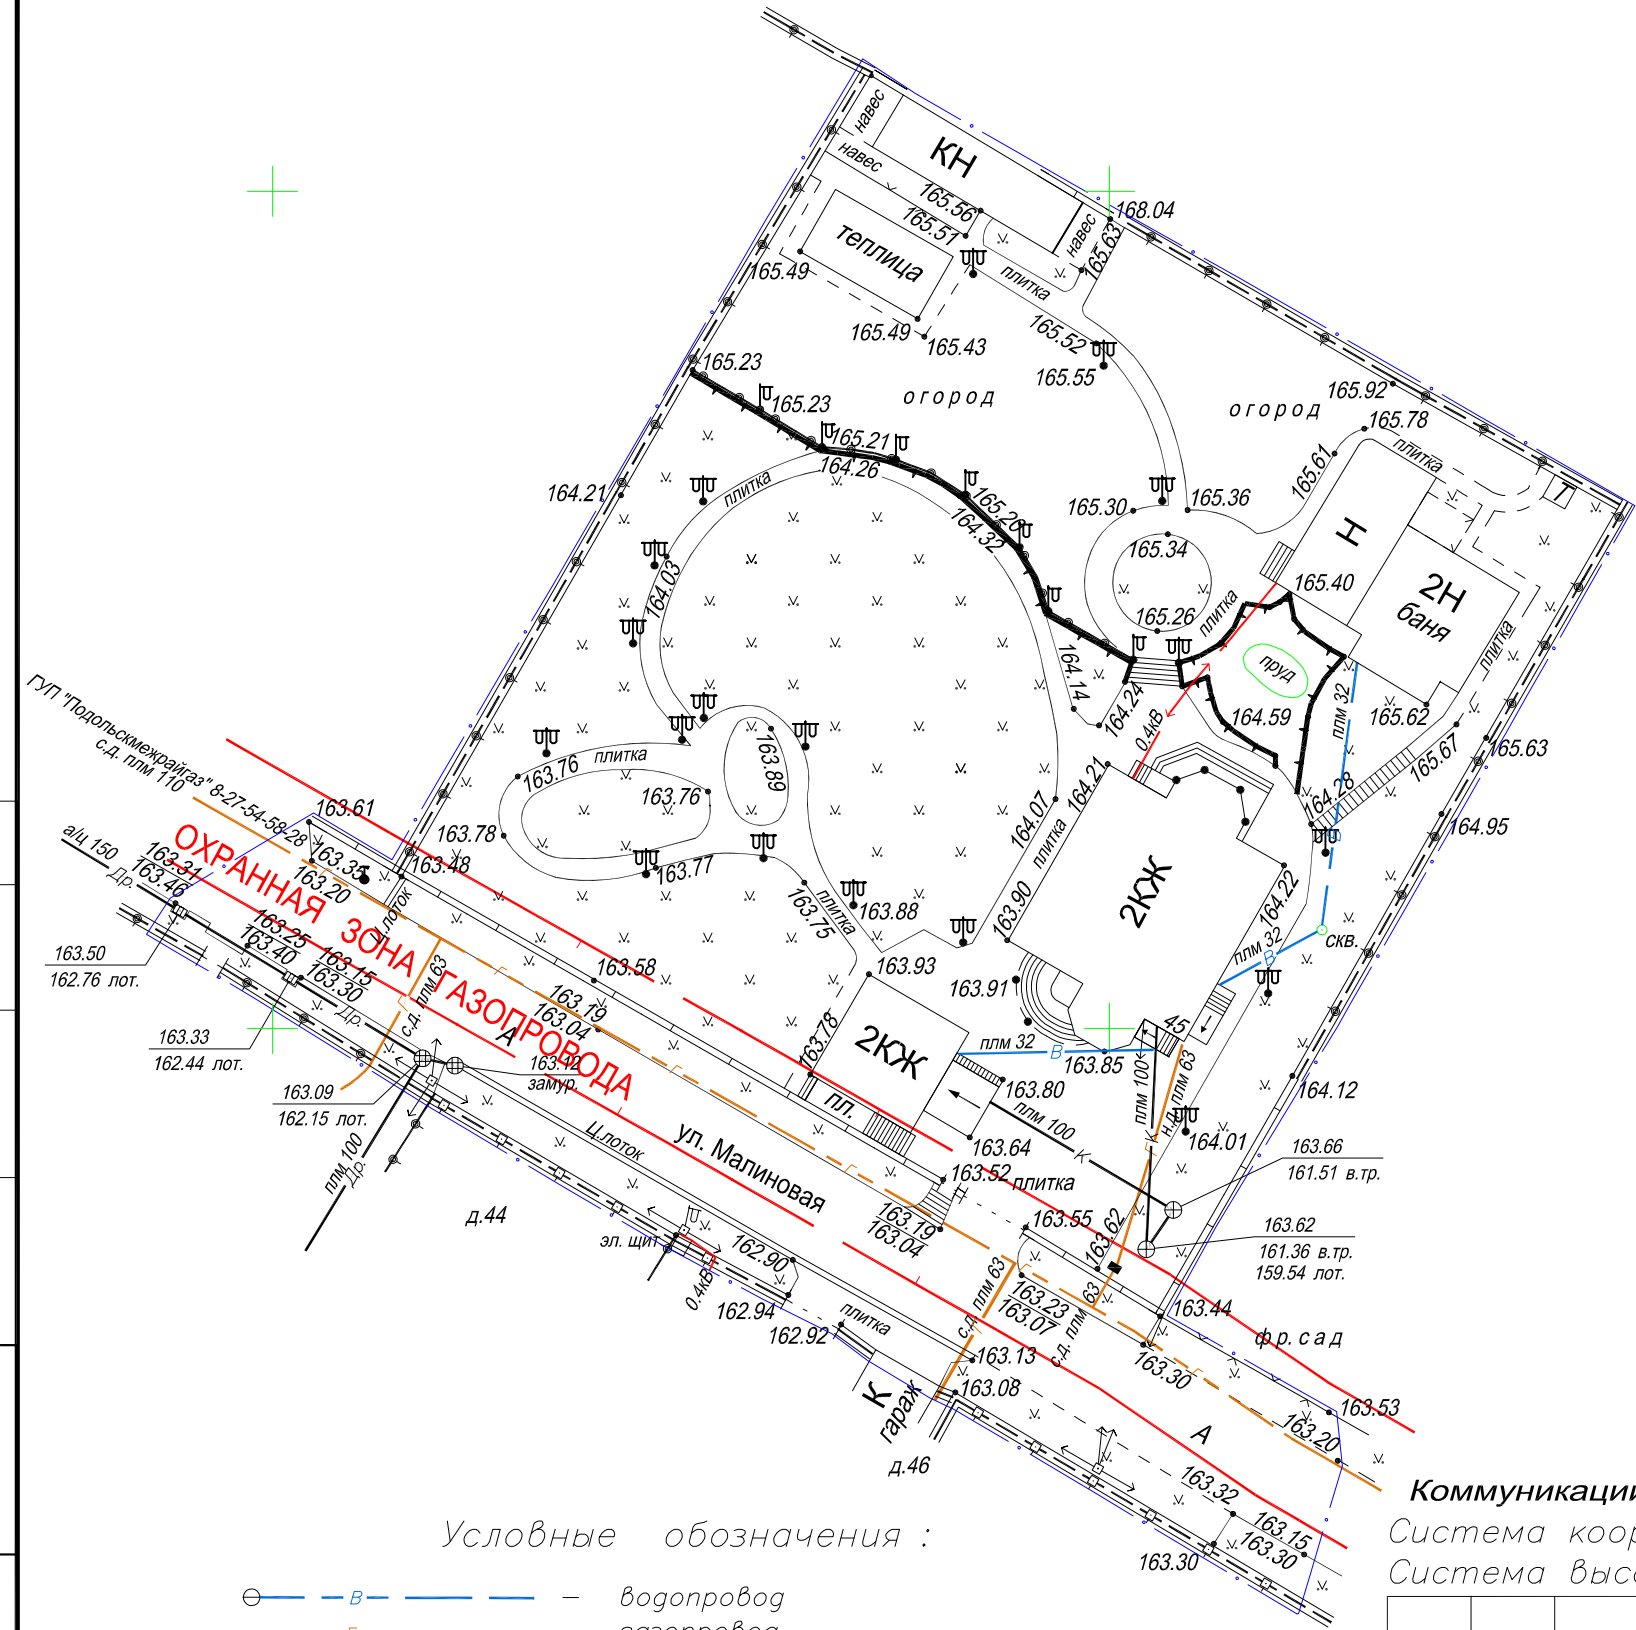 навес
КН
навес
165.56
165.51
168.04
навес
165.63
теплица
165.49
плитка
165.49
165.43
165.52
165.55
165.23
165.23
огород
огород
165.92
165.78
165.21
164.26
плитка
165.61
плитка
164.21
165.26
164.32
165.30
165.36
Т
165.34
Н
165.40
2Н
баня
164.03
165.26
плитка
плитка
пруд
164.14
164.24
0.4кВ
164.59
плм 32
165.62
165.67
165.63
ГУП "Подольскмежрайгаз" 8-27-54-58-28
с.д. плм 110
163.76
плитка
163.89
163.76
164.21
164.28
В
163.61
163.78
164.07
плитка
164.95
а/ц 150
Др.
163.31
163.46
163.35
163.20
163.48
ОХРАННАЯ ЗОНА ГАЗОПРОВОДА
163.77
2КЖ
164.22
163.75
плитка
163.88
163.90
Ц.лоток
163.25
163.40
163.50
162.76 лот.
163.15
163.30
163.58
163.93
плм 32
В
скв.
с.д. плм 63
163.91
Др.
163.19
163.04
163.78
2КЖ
45
163.33
162.44 лот.
А
плм 32
В
163.85
163.12
замур.
плм 100
н.д. плм 63
163.09
162.15 лот.
пл.
163.80
плм 100
К
К
164.12
164.01
плм 100
Др.
Ц.лоток
ул. Малиновая
163.64
163.66
161.51 в.тр.
163.52
плитка
д.44
163.19
163.04
163.55
163.62
163.62
161.36 в.тр.
159.54 лот.
эл. щит
162.90
0.4кВ
162.94
с.д. плм 63
163.23
163.07
с.д. плм 63
163.44
162.92
плитка
фр.сад
163.13
163.30
163.08
К
гараж
163.53
163.20
А
д.46
163.32
163.15
163.30
163.30
Коммуникации
Условные обозначения :
Система коор
Система высо
В
водопровод
Г
газопровод